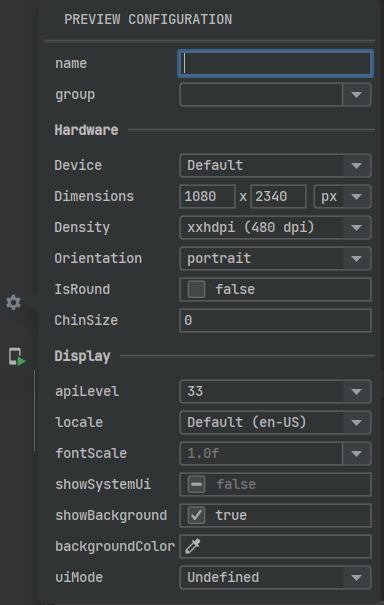 PREVIEW CONFIGURATION
name
group
Hardware
Device Default
Dimensions 1080 x 2340 px
Density xxhdpi (480 dpi)
Orientation portrait
IsRound false
ChinSize 0
Display
apiLevel 33
locale Default (en-US)
fontScale 1.0f
showSystemUi false
showBackground true
backgroundColor
uiMode Undefined